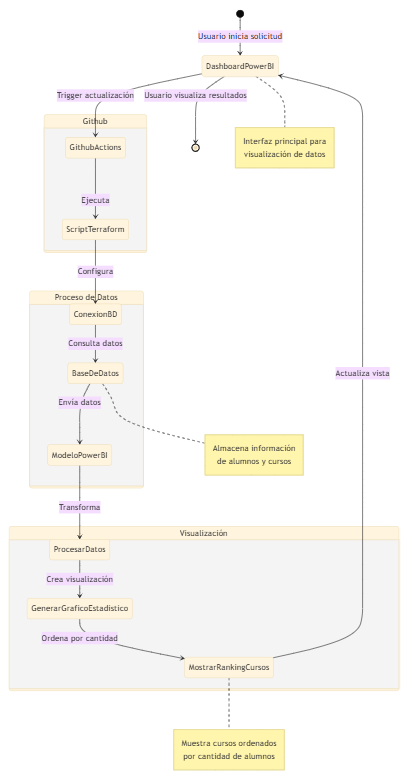 Usuario inicia solicitud
DashboardPowerBI
Trigger actualización
Usuario visualiza resultados
Github
Interfaz principal para
visualización de datos
GithubActions
Ejecuta
ScriptTerraform
Configura
Proceso de Datos
ConexionBD
Consulta datos
BaseDeDatos
Actualiza vista
Envía datos
Almacena información
de alumnos y cursos
ModeloPowerBI
Transforma
Visualización
ProcesarDatos
Crea visualización
GenerarGraficoEstadistico
Ordena por cantidad
MostrarRankingCursos
Muestra cursos ordenados
por cantidad de alumnos